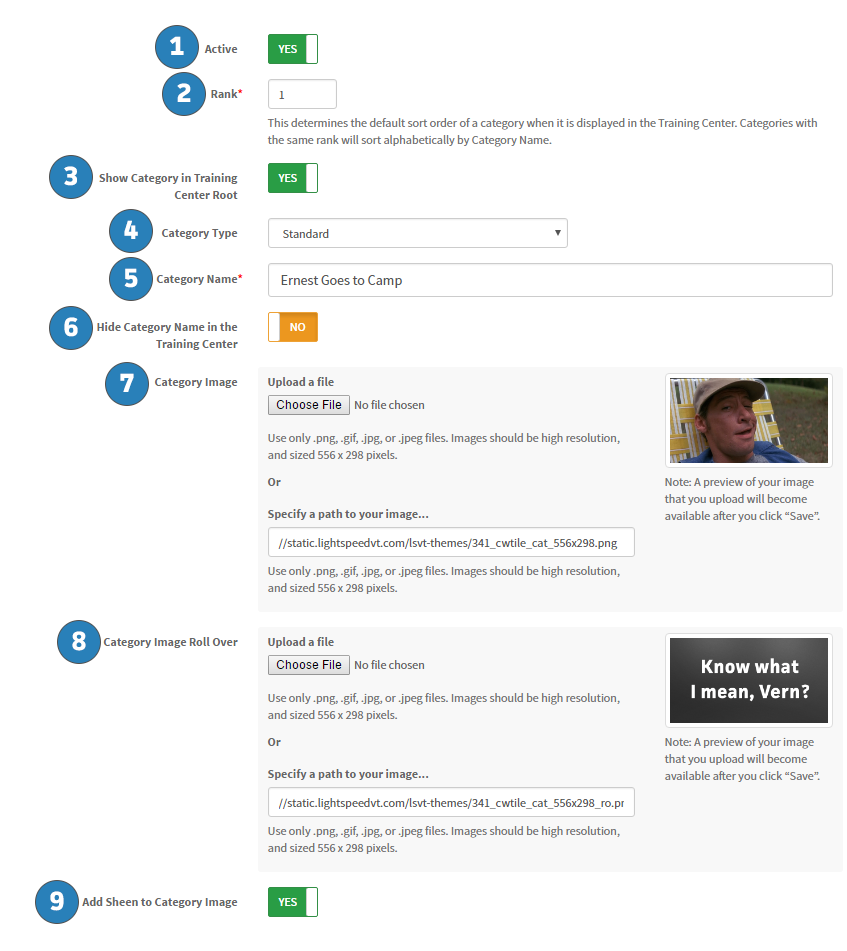 1 Active YES
2 Rank* 1
This determines the default sort order of a category when it is displayed in the Training Center. Categories with
the same rank will sort alphabetically by Category Name.
3 Show Category in Training YES
Center Root
4 Category Type Standard
5 Category Name* Ernest Goes to Camp
6 Hide Category Name in the NO
Training Center
7 Category Image Upload a file
Choose File No file chosen
Use only .png, .gif, .jpg, or .jpeg files. Images should be high resolution,
and sized 556 x 298 pixels.
Or
Specify a path to your image...
//static.lightspeedvt.com/lsvt-themes/341_cwtile_cat_556x298.png
Use only .png, .gif, .jpg, or .jpeg files. Images should be high resolution,
and sized 556 x 298 pixels.
Note: A preview of your image
that you upload will become
available after you click “Save”.
8 Category Image Roll Over Upload a file
Choose File No file chosen
Use only .png, .gif, .jpg, or .jpeg files. Images should be high resolution,
and sized 556 x 298 pixels.
Or
Specify a path to your image...
//static.lightspeedvt.com/lsvt-themes/341_cwtile_cat_556x298_ro.pr
Use only .png, .gif, .jpg, or .jpeg files. Images should be high resolution,
and sized 556 x 298 pixels.
Know what
I mean, Vern?
Note: A preview of your image
that you upload will become
available after you click “Save”.
9 Add Sheen to Category Image YES